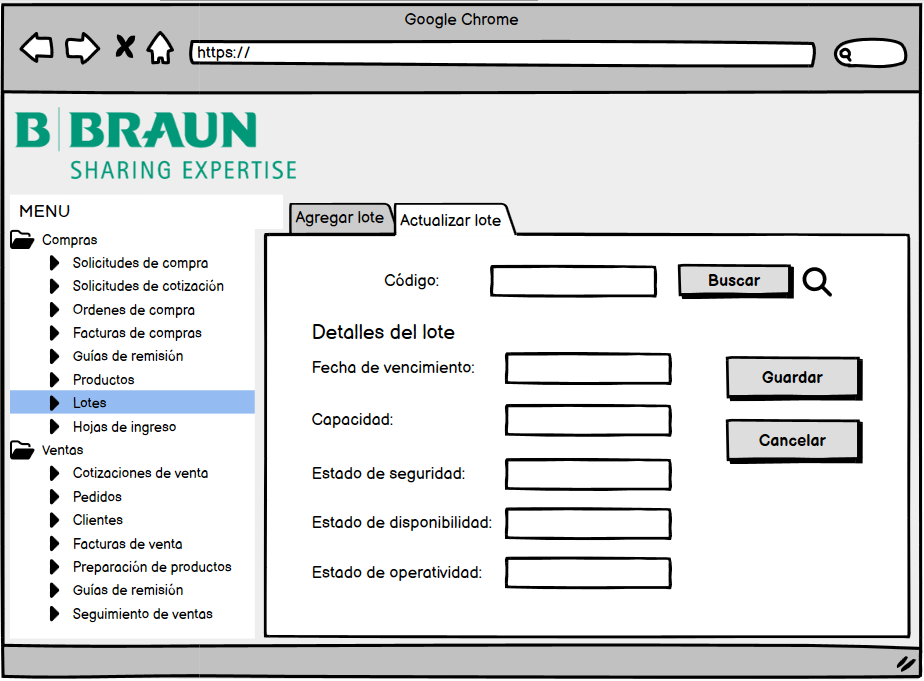 Google Chrome
https://
B BRAUN
SHARING EXPERTISE
MENU
Compras
Solicitudes de compra
Solicitudes de cotización
Ordenes de compra
Facturas de compras
Guías de remisión
Productos
Lotes
Hojas de ingreso
Ventas
Cotizaciones de venta
Pedidos
Clientes
Facturas de venta
Preparación de productos
Guías de remisión
Seguimiento de ventas
Agregar lote
Actualizar lote
Código:
Buscar
Detalles del lote
Fecha de vencimiento:
Guardar
Capacidad:
Cancelar
Estado de seguridad:
Estado de disponibilidad:
Estado de operatividad: